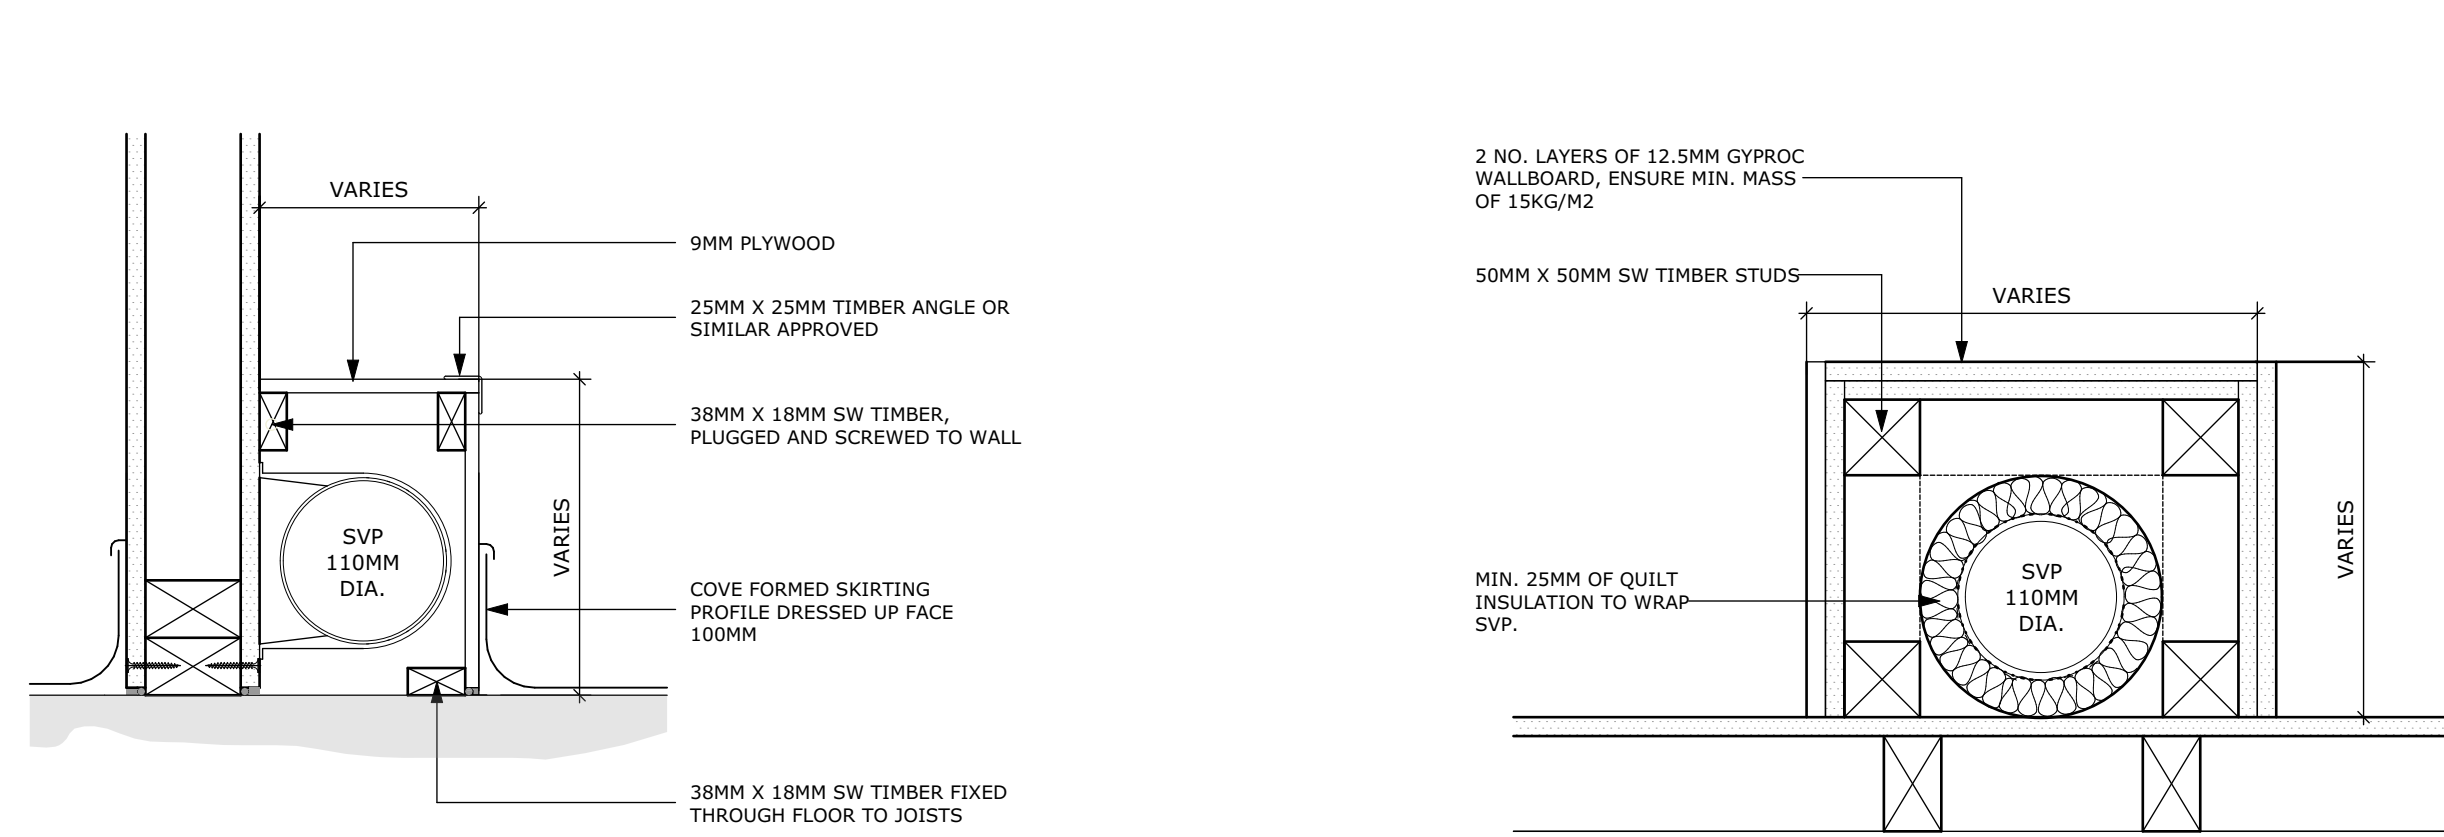 VARIES
9MM PLYWOOD
25MM X 25MM TIMBER ANGLE OR
SIMILAR APPROVED
38MM X 18MM SW TIMBER,
PLUGGED AND SCREWED TO WALL
SVP
110MM
DIA.
VARIES
COVE FORMED SKIRTING
PROFILE DRESSED UP FACE
100MM
38MM X 18MM SW TIMBER FIXED
THROUGH FLOOR TO JOISTS
2 NO. LAYERS OF 12.5MM GYPROC
WALLBOARD, ENSURE MIN. MASS
OF 15KG/M2
50MM X 50MM SW TIMBER STUDS
VARIES
VARIES
MIN. 25MM OF QUILT
INSULATION TO WRAP
SVP.
SVP
110MM
DIA.